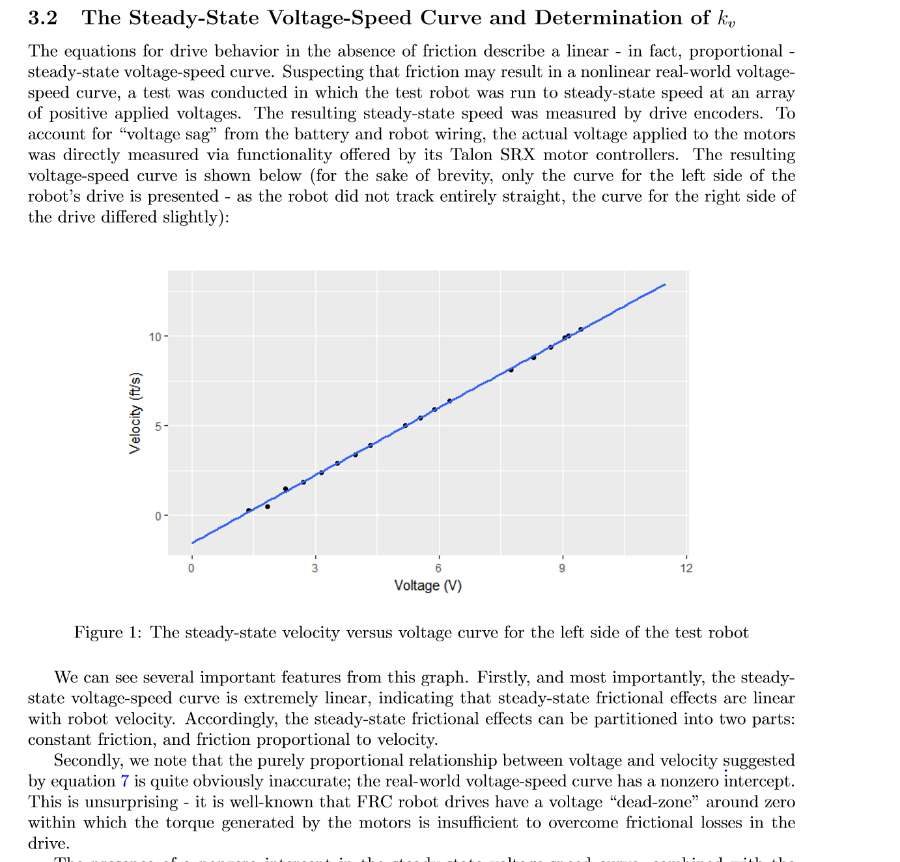 3.2 The Steady-State Voltage-Speed Curve and Determination of kv
The equations for drive behavior in the absence of friction describe a linear - in fact, proportional -
steady-state voltage-speed curve. Suspecting that friction may result in a nonlinear real-world voltage-
speed curve, a test was conducted in which the test robot was run to steady-state speed at an array
of positive applied voltages. The resulting steady-state speed was measured by drive encoders. To
account for “voltage sag” from the battery and robot wiring, the actual voltage applied to the motors
was directly measured via functionality offered by its Talon SRX motor controllers. The resulting
voltage-speed curve is shown below (for the sake of brevity, only the curve for the left side of the
robot’s drive is presented - as the robot did not track entirely straight, the curve for the right side of
the drive differed slightly):
10
5
0
Velocity (ft/s)
0 3 6 9 12
Voltage (V)
Figure 1: The steady-state velocity versus voltage curve for the left side of the test robot
We can see several important features from this graph. Firstly, and most importantly, the steady-
state voltage-speed curve is extremely linear, indicating that steady-state frictional effects are linear
with robot velocity. Accordingly, the steady-state frictional effects can be partitioned into two parts:
constant friction, and friction proportional to velocity.
Secondly, we note that the purely proportional relationship between voltage and velocity suggested
by equation 7 is quite obviously inaccurate; the real-world voltage-speed curve has a nonzero intercept.
This is unsurprising - it is well-known that FRC robot drives have a voltage “dead-zone” around zero
within which the torque generated by the motors is insufficient to overcome frictional losses in the
drive.